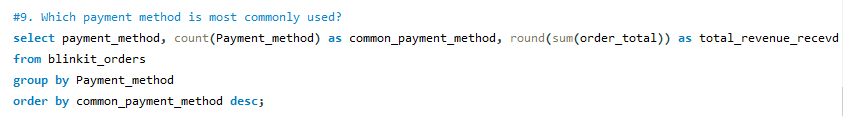 #9. Which payment method is most commonly used?
select payment_method, count(Payment_method) as common_payment_method, round(sum(order_total)) as total_revenue_recevd
from blinkit_orders
group by Payment_method
order by common_payment_method desc;